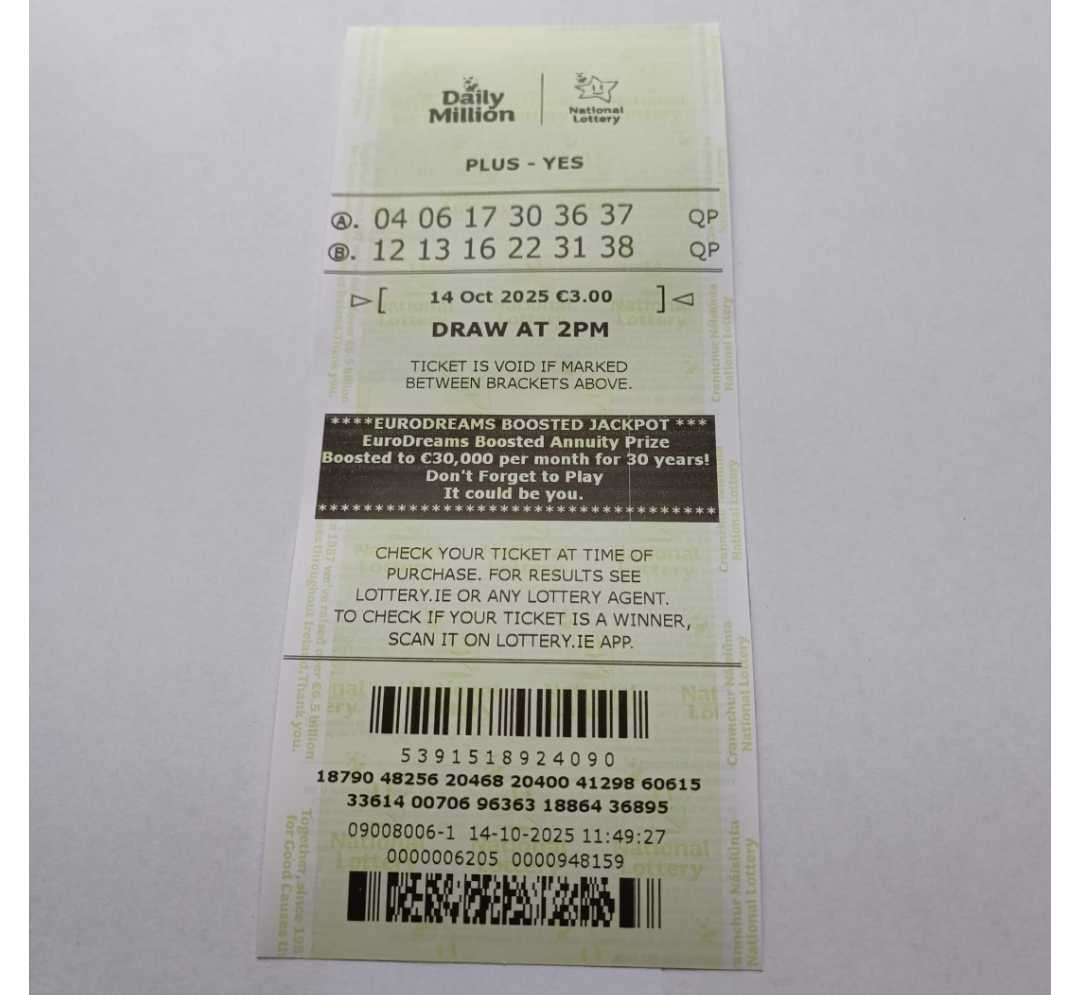 Daily
Million
National
Lottery
PLUS - YES
Ⓐ. 04 06 17 30 36 37 QP
Ⓑ. 12 13 16 22 31 38 QP
▷[ 14 Oct 2025 €3.00 ]◁
DRAW AT 2PM
TICKET IS VOID IF MARKED
BETWEEN BRACKETS ABOVE.
****EURODREAMS BOOSTED JACKPOT ***
EuroDreams Boosted Annuity Prize
Boosted to €30,000 per month for 30 years!
Don't Forget to Play
It could be you.
**********************************
CHECK YOUR TICKET AT TIME OF
PURCHASE. FOR RESULTS SEE
LOTTERY.IE OR ANY LOTTERY AGENT.
TO CHECK IF YOUR TICKET IS A WINNER,
SCAN IT ON LOTTERY.IE APP.
5391518924090
18790 48256 20468 20400 41298 60615
33614 00706 96363 18864 36895
09008006-1 14-10-2025 11:49:27
0000006205 0000948159
Crannchur Náisiúnta
National Lottery